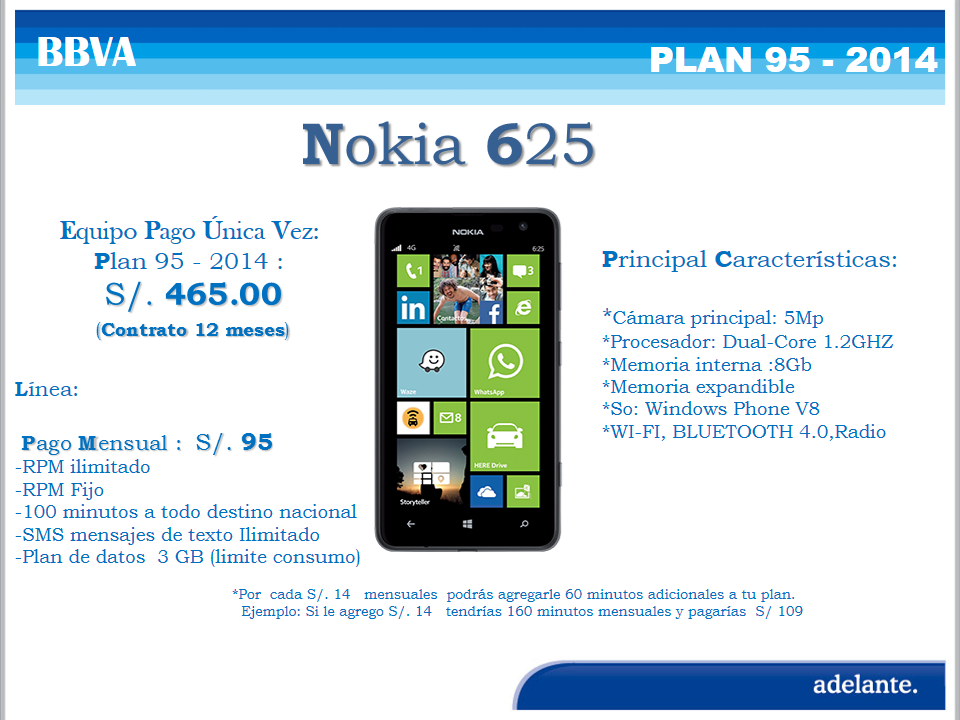 BBVA
PLAN 95 - 2014
Nokia 625
Equipo Pago Única Vez:
Plan 95 - 2014 :
S/. 465.00
(Contrato 12 meses)
Línea:
Pago Mensual : S/. 95
-RPM ilimitado
-RPM Fijo
-100 minutos a todo destino nacional
-SMS mensajes de texto Ilimitado
-Plan de datos 3 GB (limite consumo)
NOKIA
4G 6:25
1
3
Contactos
Waze
WhatsApp
8
HERE Drive
Storyteller
Principal Características:
*Cámara principal: 5Mp
*Procesador: Dual-Core 1.2GHZ
*Memoria interna :8Gb
*Memoria expandible
*So: Windows Phone V8
*WI-FI, BLUETOOTH 4.0,Radio
*Por cada S/. 14 mensuales podrás agregarle 60 minutos adicionales a tu plan.
Ejemplo: Si le agrego S/. 14 tendrías 160 minutos mensuales y pagarías S/ 109
adelante.